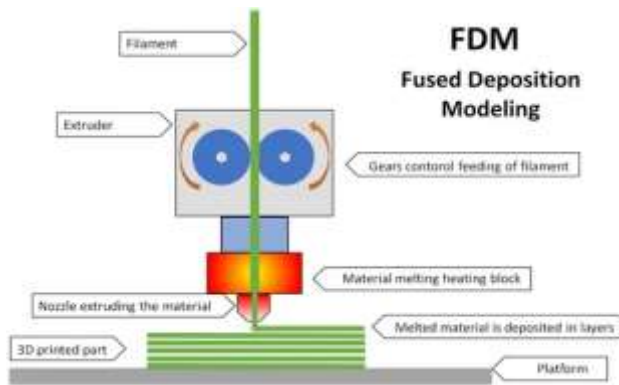 FDM
Fused Deposition
Modeling
Filament
Extruder
Gears contorol feeding of filament
Material melting heating block
Nozzle extruding the material
Melted material is deposited in layers
3D printed part
Platform